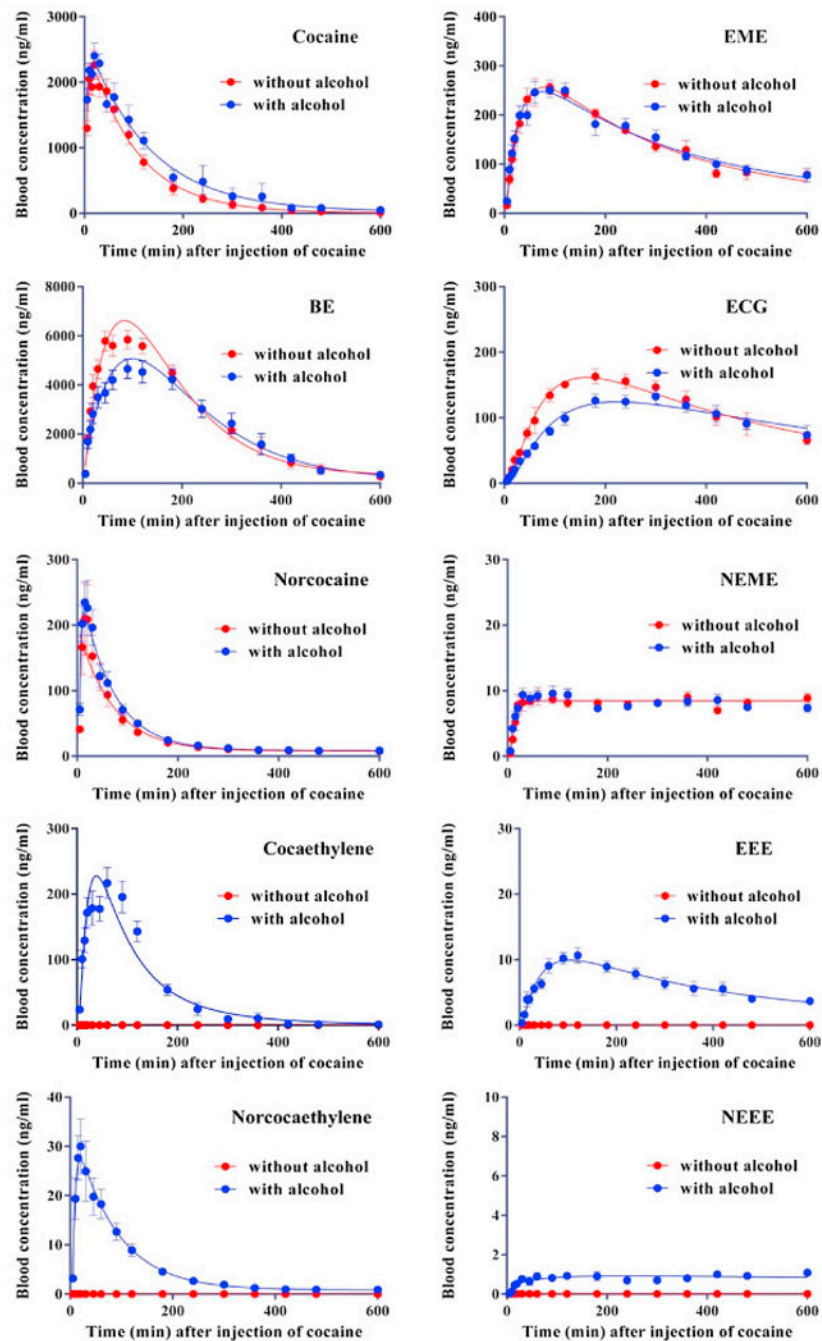 Cocaine
without alcohol
with alcohol
Blood concentration (ng/ml)
3000
2000
1000
0
0 200 400 600
Time (min) after injection of cocaine
EME
without alcohol
with alcohol
Blood concentration (ng/ml)
400
300
200
100
0
0 200 400 600
Time (min) after injection of cocaine
BE
without alcohol
with alcohol
Blood concentration (ng/ml)
8000
6000
4000
2000
0
0 200 400 600
Time (min) after injection of cocaine
ECG
without alcohol
with alcohol
Blood concentration (ng/ml)
300
200
100
0
0 200 400 600
Time (min) after injection of cocaine
Norcocaine
without alcohol
with alcohol
Blood concentration (ng/ml)
300
200
100
0
0 200 400 600
Time (min) after injection of cocaine
NEME
without alcohol
with alcohol
Blood concentration (ng/ml)
30
20
10
0
0 200 400 600
Time (min) after injection of cocaine
Cocaethylene
without alcohol
with alcohol
Blood concentration (ng/ml)
300
200
100
0
0 200 400 600
Time (min) after injection of cocaine
EEE
without alcohol
with alcohol
Blood concentration (ng/ml)
30
20
10
0
0 200 400 600
Time (min) after injection of cocaine
Norcocaethylene
without alcohol
with alcohol
Blood concentration (ng/ml)
40
30
20
10
0
0 200 400 600
Time (min) after injection of cocaine
NEEE
without alcohol
with alcohol
Blood concentration (ng/ml)
10
8
6
4
2
0
0 200 400 600
Time (min) after injection of cocaine